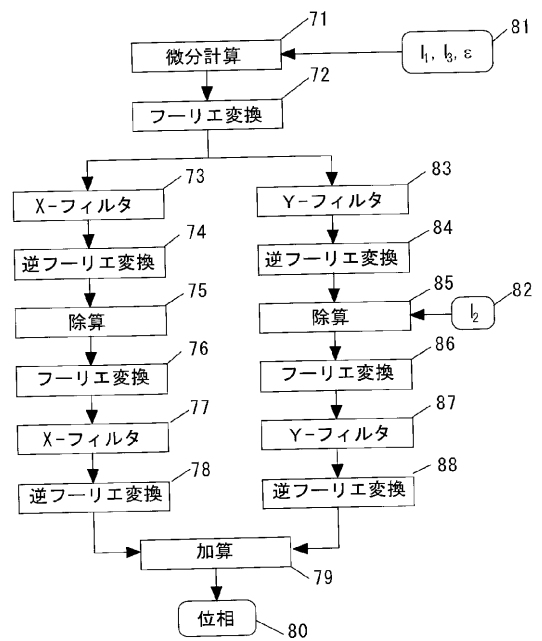 71
81
微分計算
I1, I3, ε
72
フーリエ変換
73
83
X-フィルタ
Y-フィルタ
74
84
逆フーリエ変換
逆フーリエ変換
75
85
82
除算
除算
I2
76
86
フーリエ変換
フーリエ変換
77
87
X-フィルタ
Y-フィルタ
78
88
逆フーリエ変換
逆フーリエ変換
加算
79
位相
80